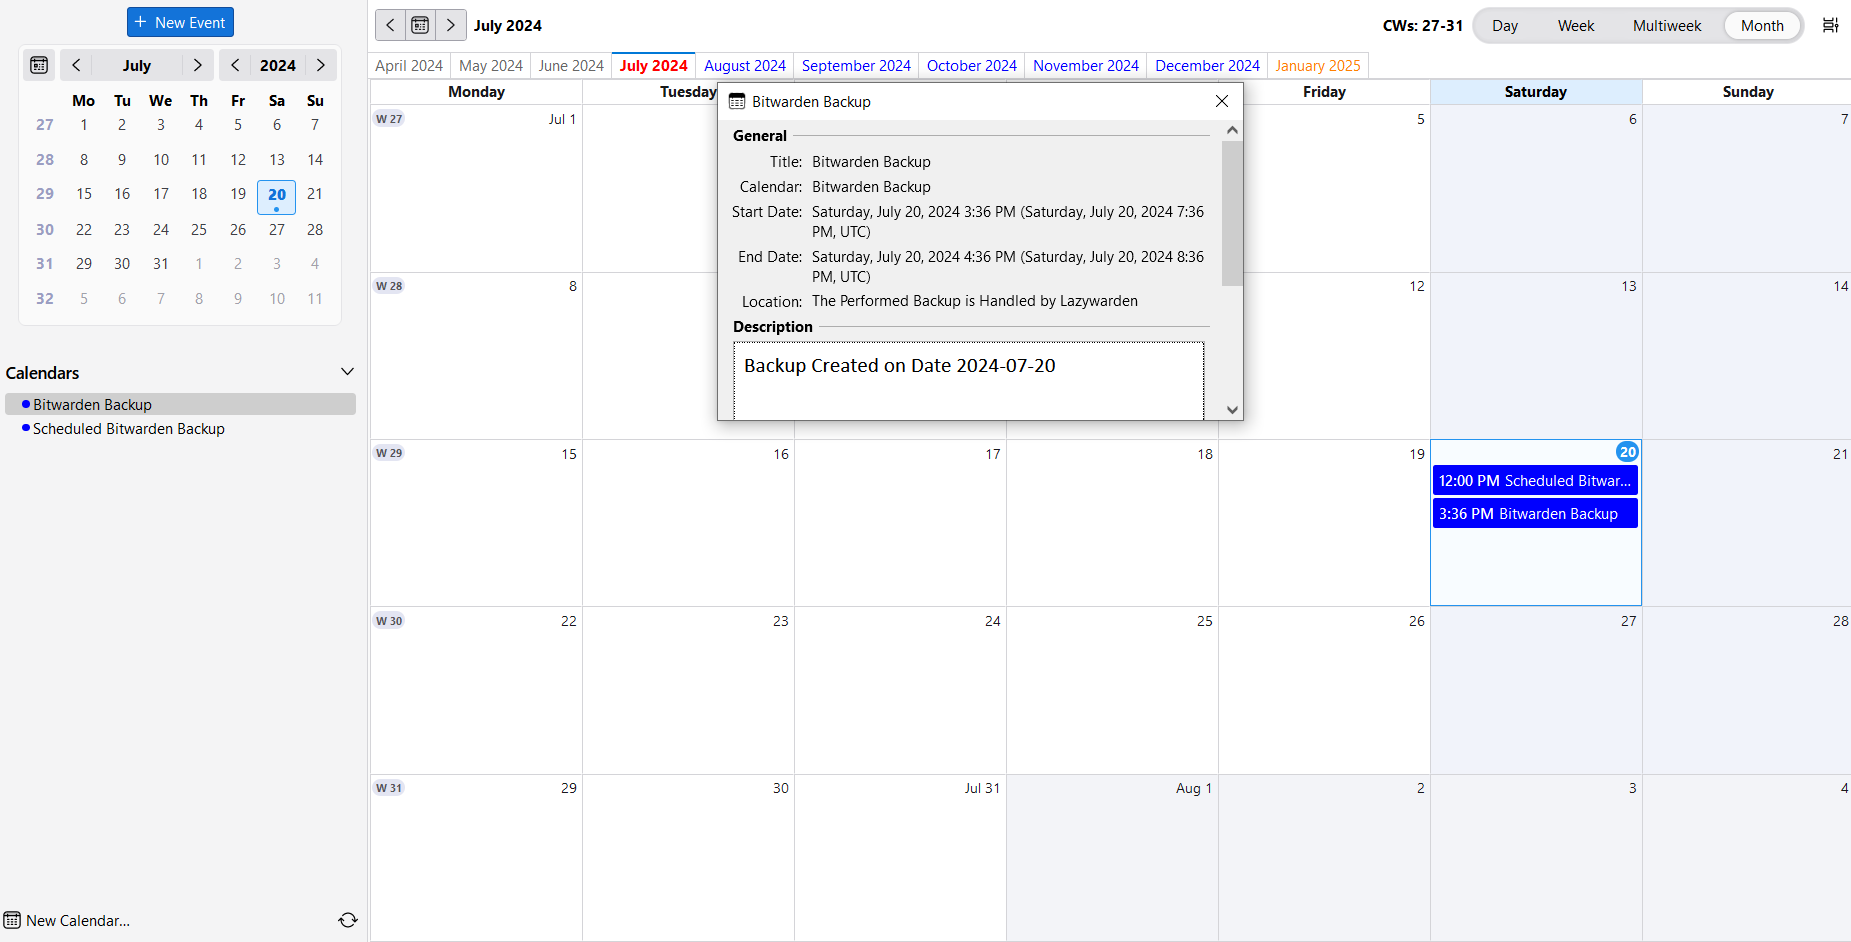 New Event
July 2024
CWs: 27-31 Day Week Multiweek Month
April 2024 May 2024 June 2024 July 2024 August 2024 September 2024 October 2024 November 2024 December 2024 January 2025
July 2024
Mo Tu We Th Fr Sa Su
27 1 2 3 4 5 6 7
28 8 9 10 11 12 13 14
29 15 16 17 18 19 20 21
30 22 23 24 25 26 27 28
31 29 30 31 1 2 3 4
32 5 6 7 8 9 10 11
Calendars
Bitwarden Backup
Scheduled Bitwarden Backup
New Calendar...
Monday Tuesday Friday Saturday Sunday
W 27 Jul 1 5 6 7
W 28 8 12 13 14
W 29 15 16 17 18 19 20 21
12:00 PM Scheduled Bitwar...
3:36 PM Bitwarden Backup
W 30 22 23 24 25 26 27 28
W 31 29 30 Jul 31 Aug 1 2 3 4
Bitwarden Backup
General
Title: Bitwarden Backup
Calendar: Bitwarden Backup
Start Date: Saturday, July 20, 2024 3:36 PM (Saturday, July 20, 2024 7:36
PM, UTC)
End Date: Saturday, July 20, 2024 4:36 PM (Saturday, July 20, 2024 8:36
PM, UTC)
Location: The Performed Backup is Handled by Lazywarden
Description
Backup Created on Date 2024-07-20